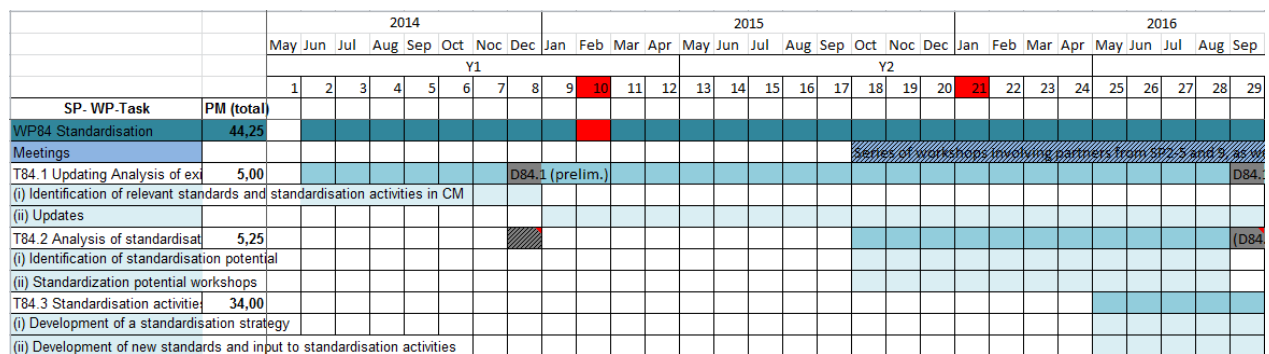 2014 2015 2016
May Jun Jul Aug Sep Oct Noc Dec Jan Feb Mar Apr May Jun Jul Aug Sep Oct Nov Dec Jan Feb Mar Apr May Jun Jul Aug Sep
Y1 Y2
1 2 3 4 5 6 7 8 9 10 11 12 13 14 15 16 17 18 19 20 21 22 23 24 25 26 27 28 29
SP- WP-Task PM (total)
WP84 Standardisation 44,25
Meetings Series of workshops involving partners from SP2-5 and 9, as
T84.1 Updating Analysis of exi 5,00 D84.1 (prelim.) D84.1
(i) Identification of relevant standards and standardisation activities in CM
(ii) Updates
T84.2 Analysis of standardisat 5,25 (D84.
(i) Identification of standardisation potential
(ii) Standardization potential workshops
T84.3 Standardisation activitie 34,00
(i) Development of a standardisation strategy
(ii) Development of new standards and input to standardisation activities